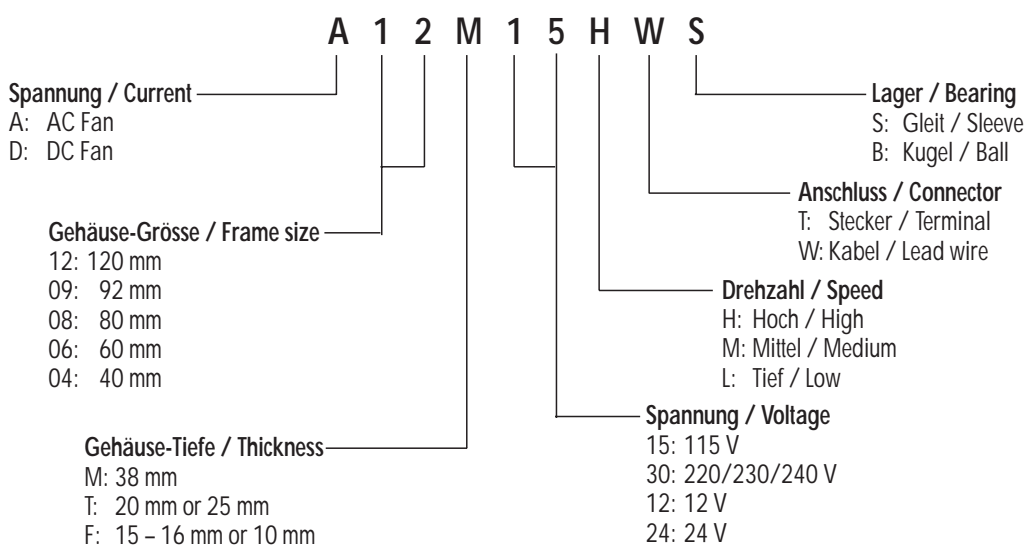 A 1 2 M 1 5 H W S
Spannung / Current
A: AC Fan
D: DC Fan
Lager / Bearing
S: Gleit / Sleeve
B: Kugel / Ball
Anschluss / Connector
T: Stecker / Terminal
W: Kabel / Lead wire
Gehäuse-Grösse / Frame size
12: 120 mm
09: 92 mm
08: 80 mm
06: 60 mm
04: 40 mm
Drehzahl / Speed
H: Hoch / High
M: Mittel / Medium
L: Tief / Low
Spannung / Voltage
15: 115 V
30: 220/230/240 V
12: 12 V
24: 24 V
Gehäuse-Tiefe / Thickness
M: 38 mm
T: 20 mm or 25 mm
F: 15 – 16 mm or 10 mm